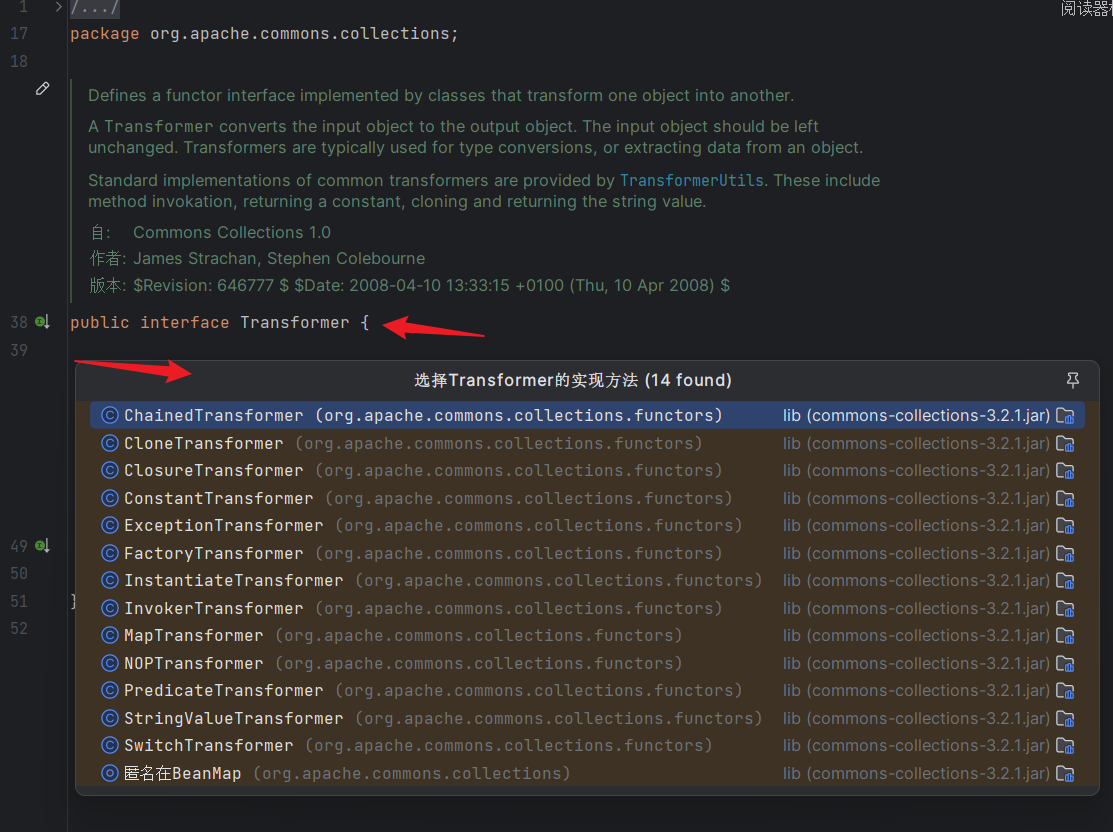 1 /.../ 阅读器模
17 package org.apache.commons.collections;
18
Defines a functor interface implemented by classes that transform one object into another.
A Transformer converts the input object to the output object. The input object should be left
unchanged. Transformers are typically used for type conversions, or extracting data from an object.
Standard implementations of common transformers are provided by TransformerUtils. These include
method invokation, returning a constant, cloning and returning the string value.
自: Commons Collections 1.0
作者: James Strachan, Stephen Colebourne
版本: $Revision: 646777 $ $Date: 2008-04-10 13:33:15 +0100 (Thu, 10 Apr 2008) $
38 public interface Transformer {
39
选择Transformer的实现方法 (14 found)
ChainedTransformer (org.apache.commons.collections.functors) lib (commons-collections-3.2.1.jar)
CloneTransformer (org.apache.commons.collections.functors) lib (commons-collections-3.2.1.jar)
ClosureTransformer (org.apache.commons.collections.functors) lib (commons-collections-3.2.1.jar)
ConstantTransformer (org.apache.commons.collections.functors) lib (commons-collections-3.2.1.jar)
ExceptionTransformer (org.apache.commons.collections.functors) lib (commons-collections-3.2.1.jar)
49 FactoryTransformer (org.apache.commons.collections.functors) lib (commons-collections-3.2.1.jar)
50 InstantiateTransformer (org.apache.commons.collections.functors) lib (commons-collections-3.2.1.jar)
51 } InvokerTransformer (org.apache.commons.collections.functors) lib (commons-collections-3.2.1.jar)
52 MapTransformer (org.apache.commons.collections.functors) lib (commons-collections-3.2.1.jar)
NOPTransformer (org.apache.commons.collections.functors) lib (commons-collections-3.2.1.jar)
PredicateTransformer (org.apache.commons.collections.functors) lib (commons-collections-3.2.1.jar)
StringValueTransformer (org.apache.commons.collections.functors) lib (commons-collections-3.2.1.jar)
SwitchTransformer (org.apache.commons.collections.functors) lib (commons-collections-3.2.1.jar)
匿名在BeanMap (org.apache.commons.collections) lib (commons-collections-3.2.1.jar)